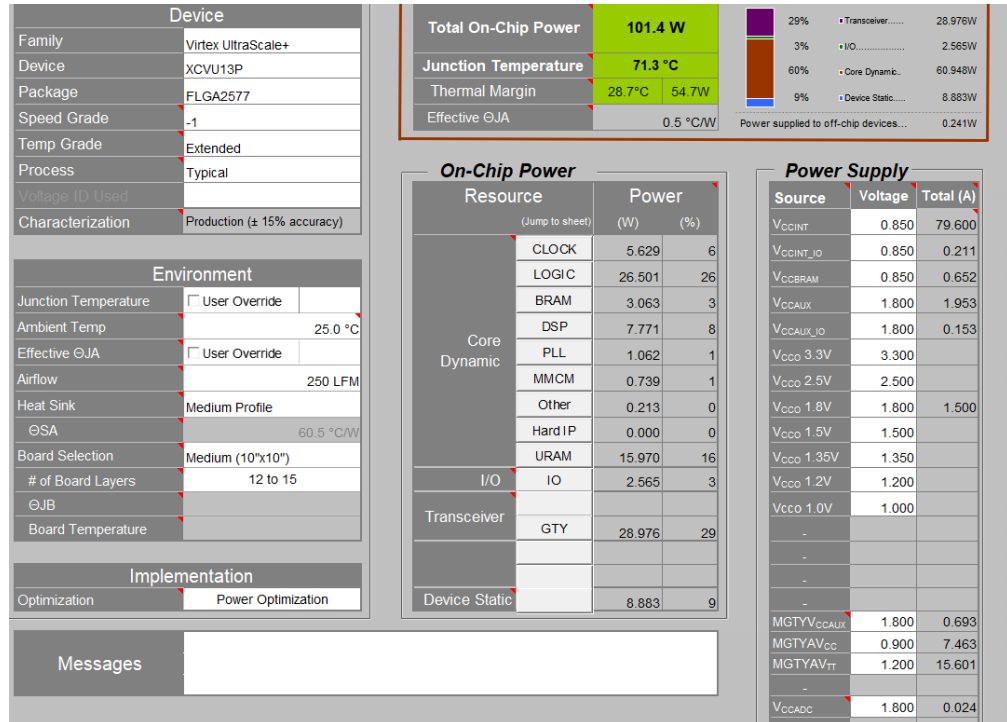 Device
Family Virtex UltraScale+
Device XCVU13P
Package FLGA2577
Speed Grade -1
Temp Grade Extended
Process Typical
Voltage ID Used
Characterization Production (± 15% accuracy)
Environment
Junction Temperature User Override
Ambient Temp 25.0 °C
Effective ΘJA User Override
Airflow 250 LFM
Heat Sink Medium Profile
ΘSA 60.5 °C/W
Board Selection Medium (10"x10")
# of Board Layers 12 to 15
ΘJB
Board Temperature
Implementation
Optimization Power Optimization
Messages
Total On-Chip Power 101.4 W
Junction Temperature 71.3 °C
Thermal Margin 28.7°C 54.7W
Effective ΘJA 0.5 °C/W
29% Transceiver...... 28.976W
3% I/O................. 2.565W
60% Core Dynamic.. 60.948W
9% Device Static..... 8.883W
Power supplied to off-chip devices... 0.241W
On-Chip Power
Resource Power
(Jump to sheet) (W) (%)
Core Dynamic
CLOCK 5.629 6
LOGIC 26.501 26
BRAM 3.063 3
DSP 7.771 8
PLL 1.062 1
MMCM 0.739 1
Other 0.213 0
Hard IP 0.000 0
URAM 15.970 16
I/O IO 2.565 3
Transceiver
GTY 28.976 29
Device Static 8.883 9
Power Supply
Source Voltage Total (A)
VCCINT 0.850 79.600
VCCINT_IO 0.850 0.211
VCCBRAM 0.850 0.652
VCCAUX 1.800 1.953
VCCAUX_IO 1.800 0.153
VCCO 3.3V 3.300
VCCO 2.5V 2.500
VCCO 1.8V 1.800 1.500
VCCO 1.5V 1.500
VCCO 1.35V 1.350
VCCO 1.2V 1.200
Vcco 1.0V 1.000
-
-
-
-
MGTYVCCAUX 1.800 0.693
MGTYAVCC 0.900 7.463
MGTYAVTT 1.200 15.601
-
VCCADC 1.800 0.024